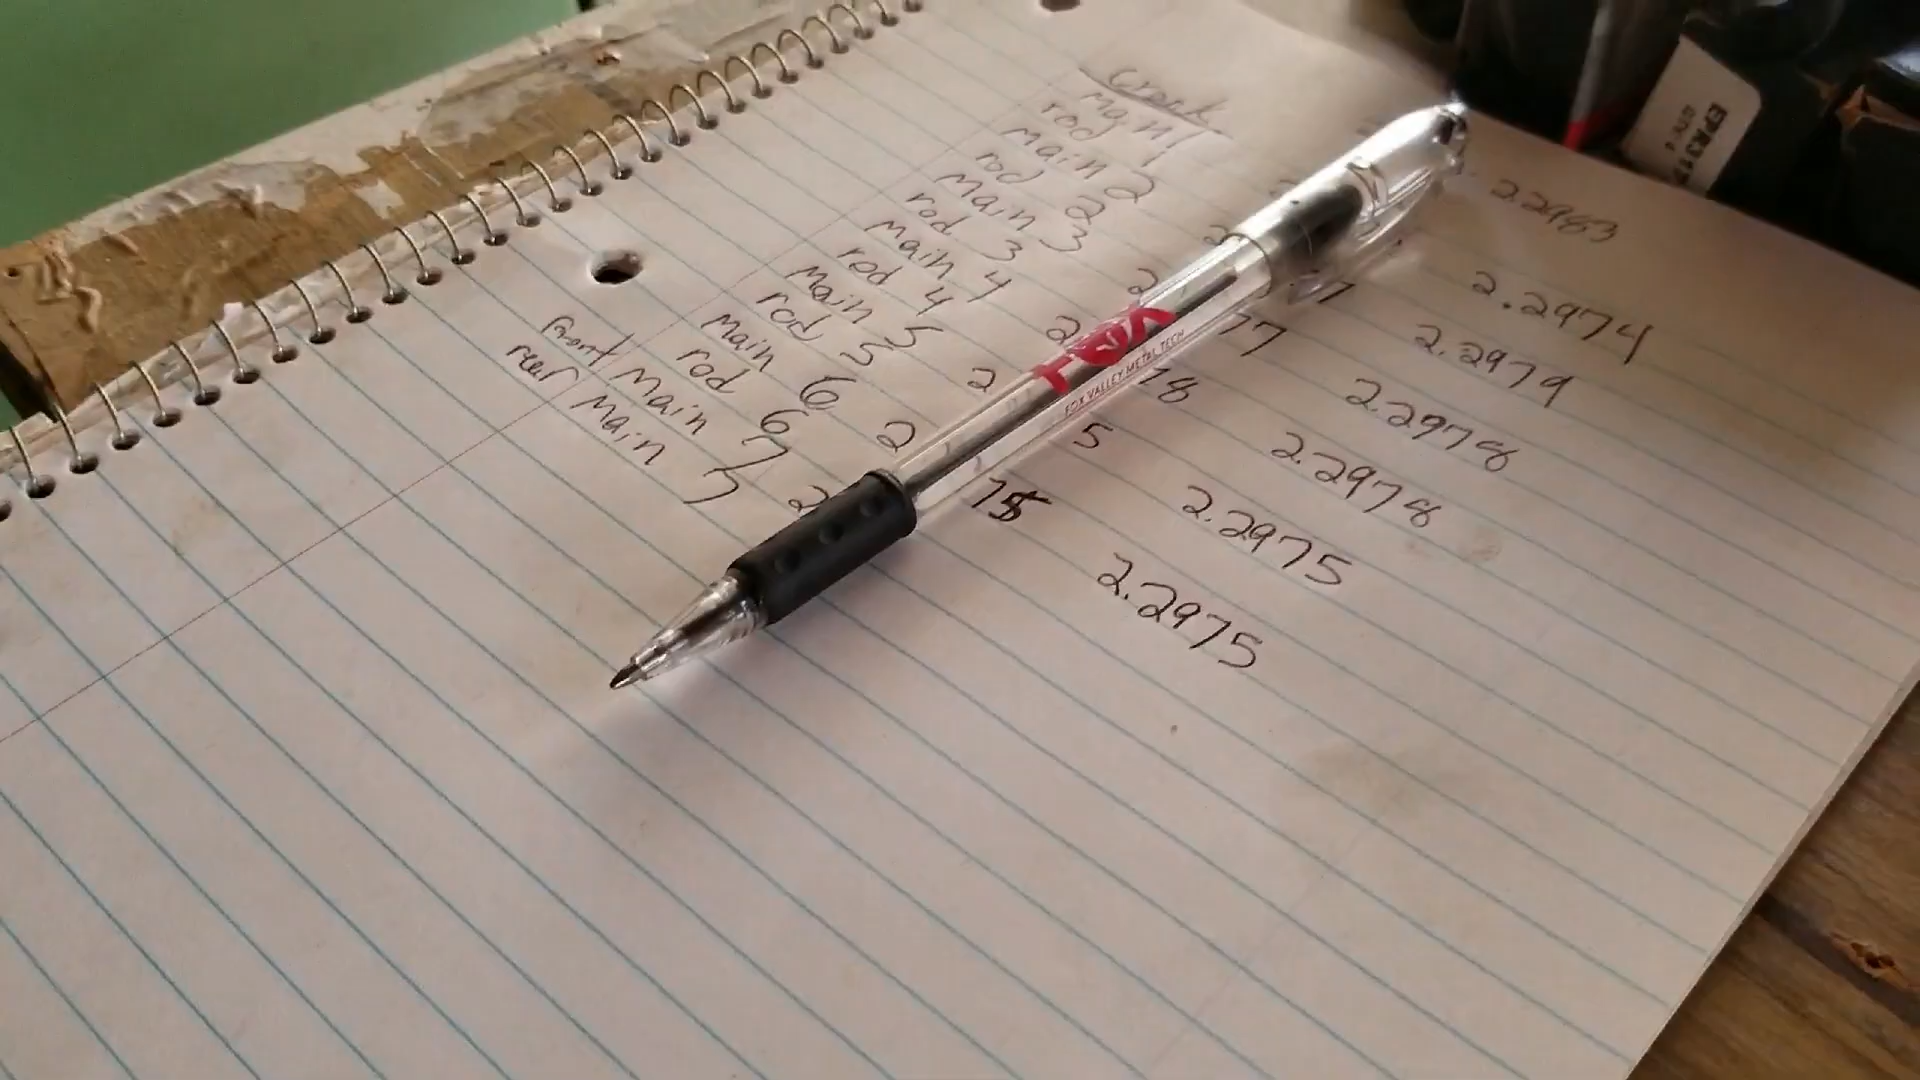 Crank
main 1
rod 1
main 2
rod 2
main 3
rod 3
main 4
rod 4
main 5
rod 5
main 6
rod 6
front main 7
rear main 7
2.2983
2.2974
2.2979
2.2978
2.2978
2.2975
2.2975
FOX VALLEY METAL TECH